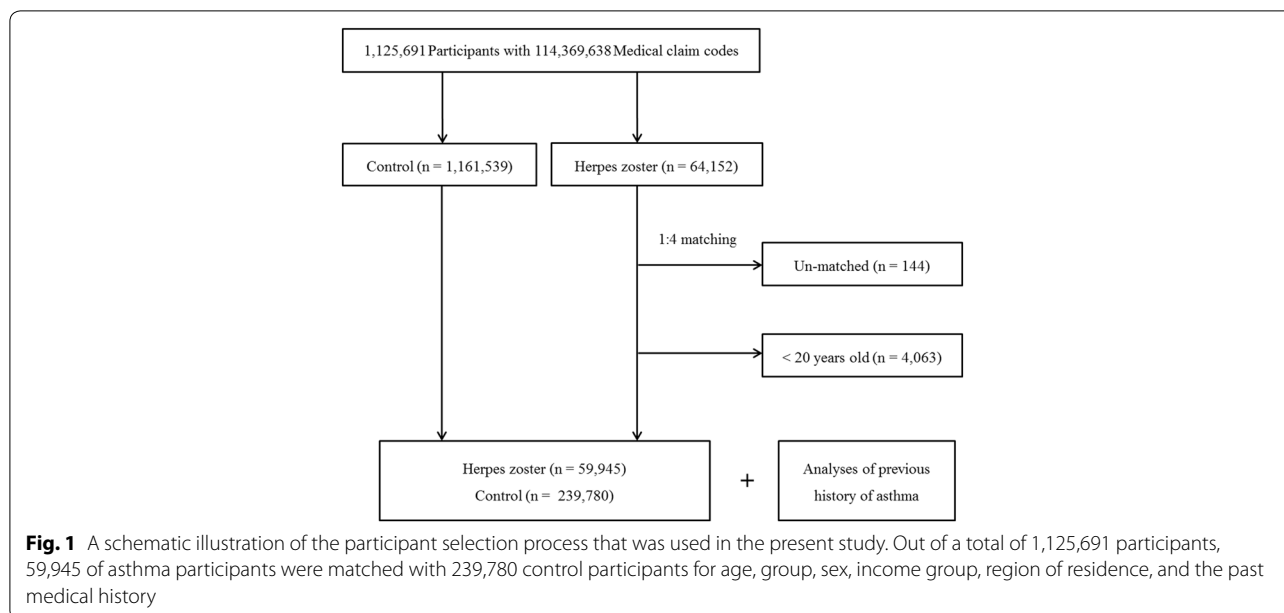 1,125,691 Participants with 114,369,638 Medical claim codes
Control (n = 1,161,539)
Herpes zoster (n = 64,152)
1:4 matching
Un-matched (n = 144)
< 20 years old (n = 4,063)
Herpes zoster (n = 59,945)
Control (n = 239,780)
+
Analyses of previous
history of asthma
Fig. 1 A schematic illustration of the participant selection process that was used in the present study. Out of a total of 1,125,691 participants,
59,945 of asthma participants were matched with 239,780 control participants for age, group, sex, income group, region of residence, and the past
medical history